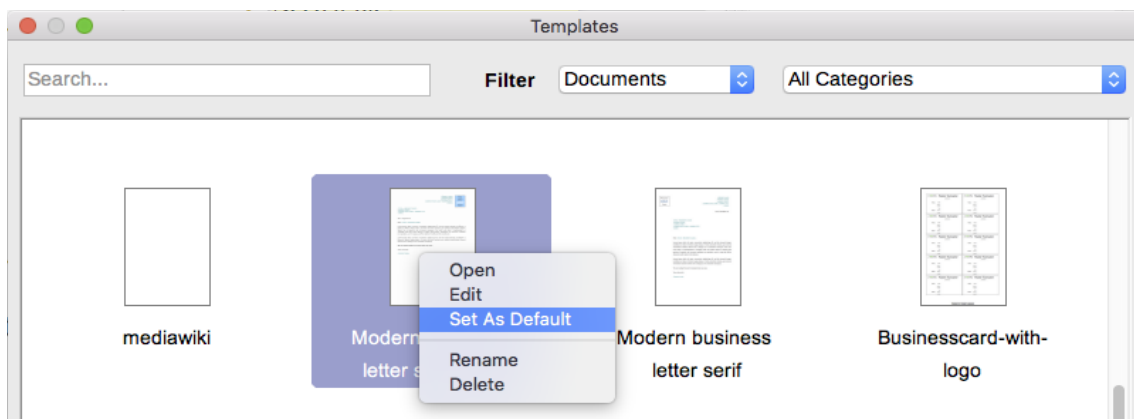 Templates
Search...
Filter Documents All Categories
Open
Edit
Set As Default
Rename
Delete
mediawiki
Modern
letter s
Modern business
letter serif
Businesscard-with-
logo